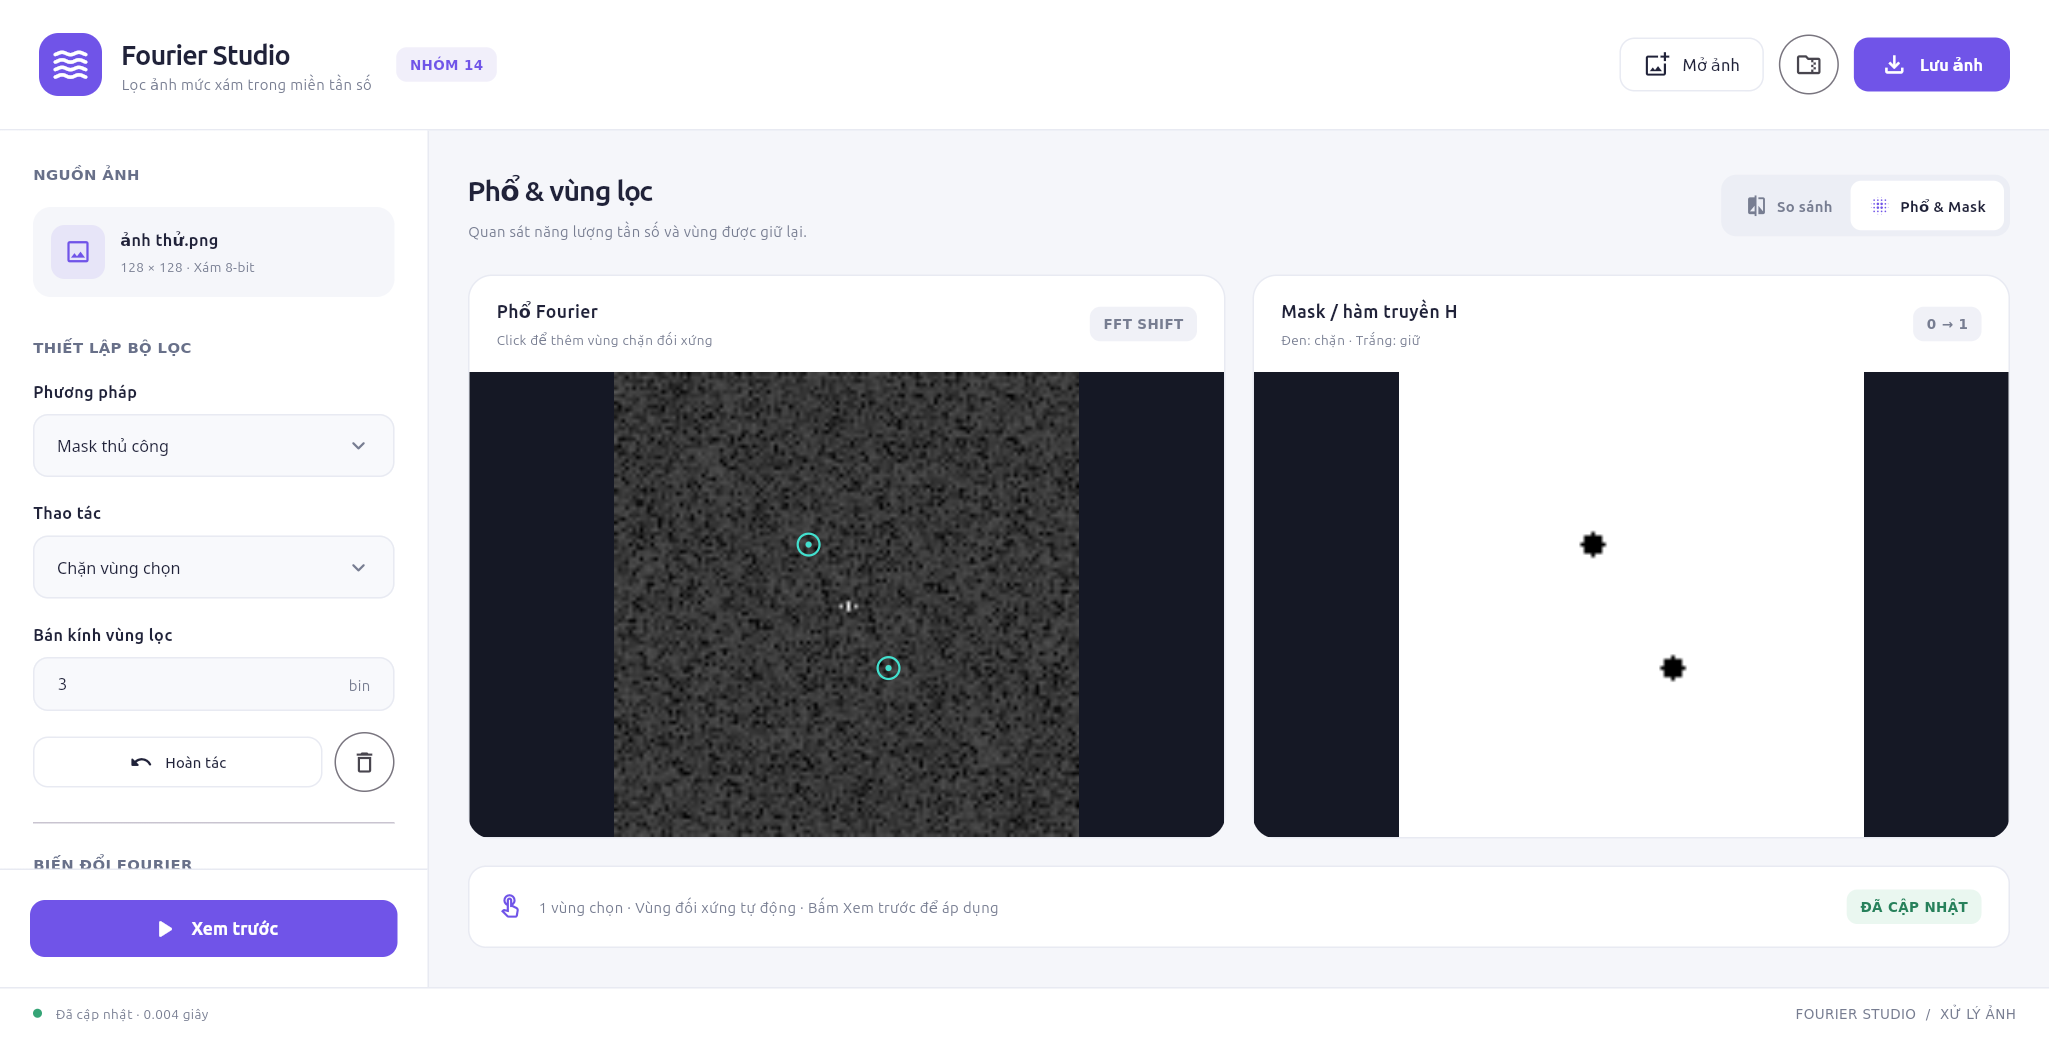 Fourier Studio
Lọc ảnh mức xám trong miền tần số
NHÓM 14
Mở ảnh
Lưu ảnh
NGUỒN ẢNH
ảnh thử.png
128 × 128 · Xám 8-bit
THIẾT LẬP BỘ LỌC
Phương pháp
Mask thủ công
Thao tác
Chặn vùng chọn
Bán kính vùng lọc
3 bin
Hoàn tác
BIẾN ĐỔI FOURIER
Xem trước
Phổ & vùng lọc
Quan sát năng lượng tần số và vùng được giữ lại.
So sánh
Phổ & Mask
Phổ Fourier
Click để thêm vùng chặn đối xứng
FFT SHIFT
Mask / hàm truyền H
Đen: chặn · Trắng: giữ
0 → 1
1 vùng chọn · Vùng đối xứng tự động · Bấm Xem trước để áp dụng
ĐÃ CẬP NHẬT
Đã cập nhật · 0.004 giây
FOURIER STUDIO / XỬ LÝ ẢNH